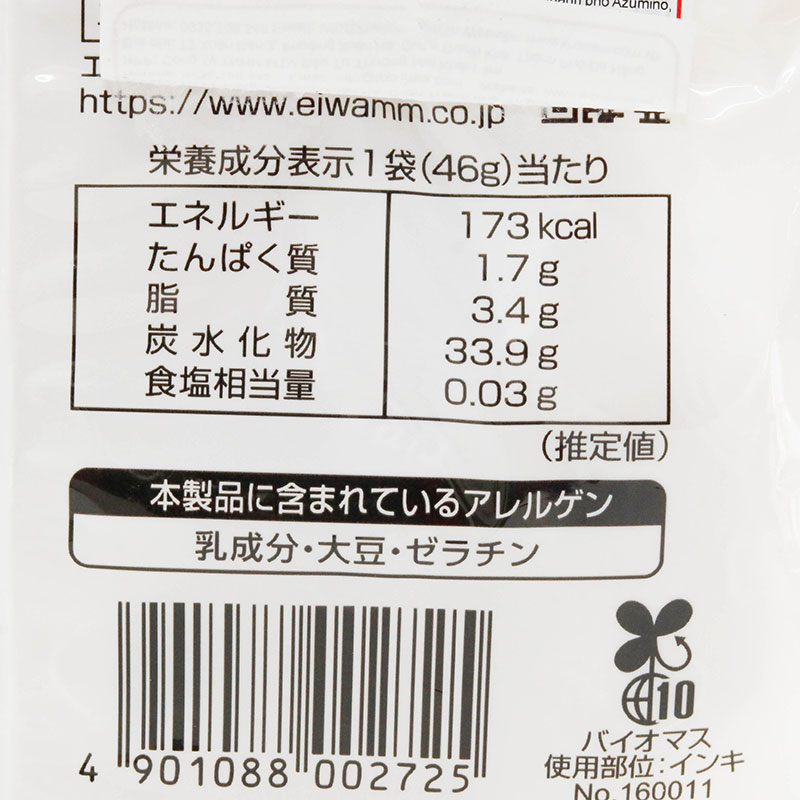 thành phố Azumino,
エ
https://www.eiwamm.co.jp
栄養成分表示1袋(46g)当たり
エネルギー 173 kcal
たんぱく質 1.7 g
脂質 3.4 g
炭水化物 33.9 g
食塩相当量 0.03 g
(推定値)
本製品に含まれているアレルゲン
乳成分・大豆・ゼラチン
4 901088 002725
10
バイオマス
使用部位:インキ
No.160011